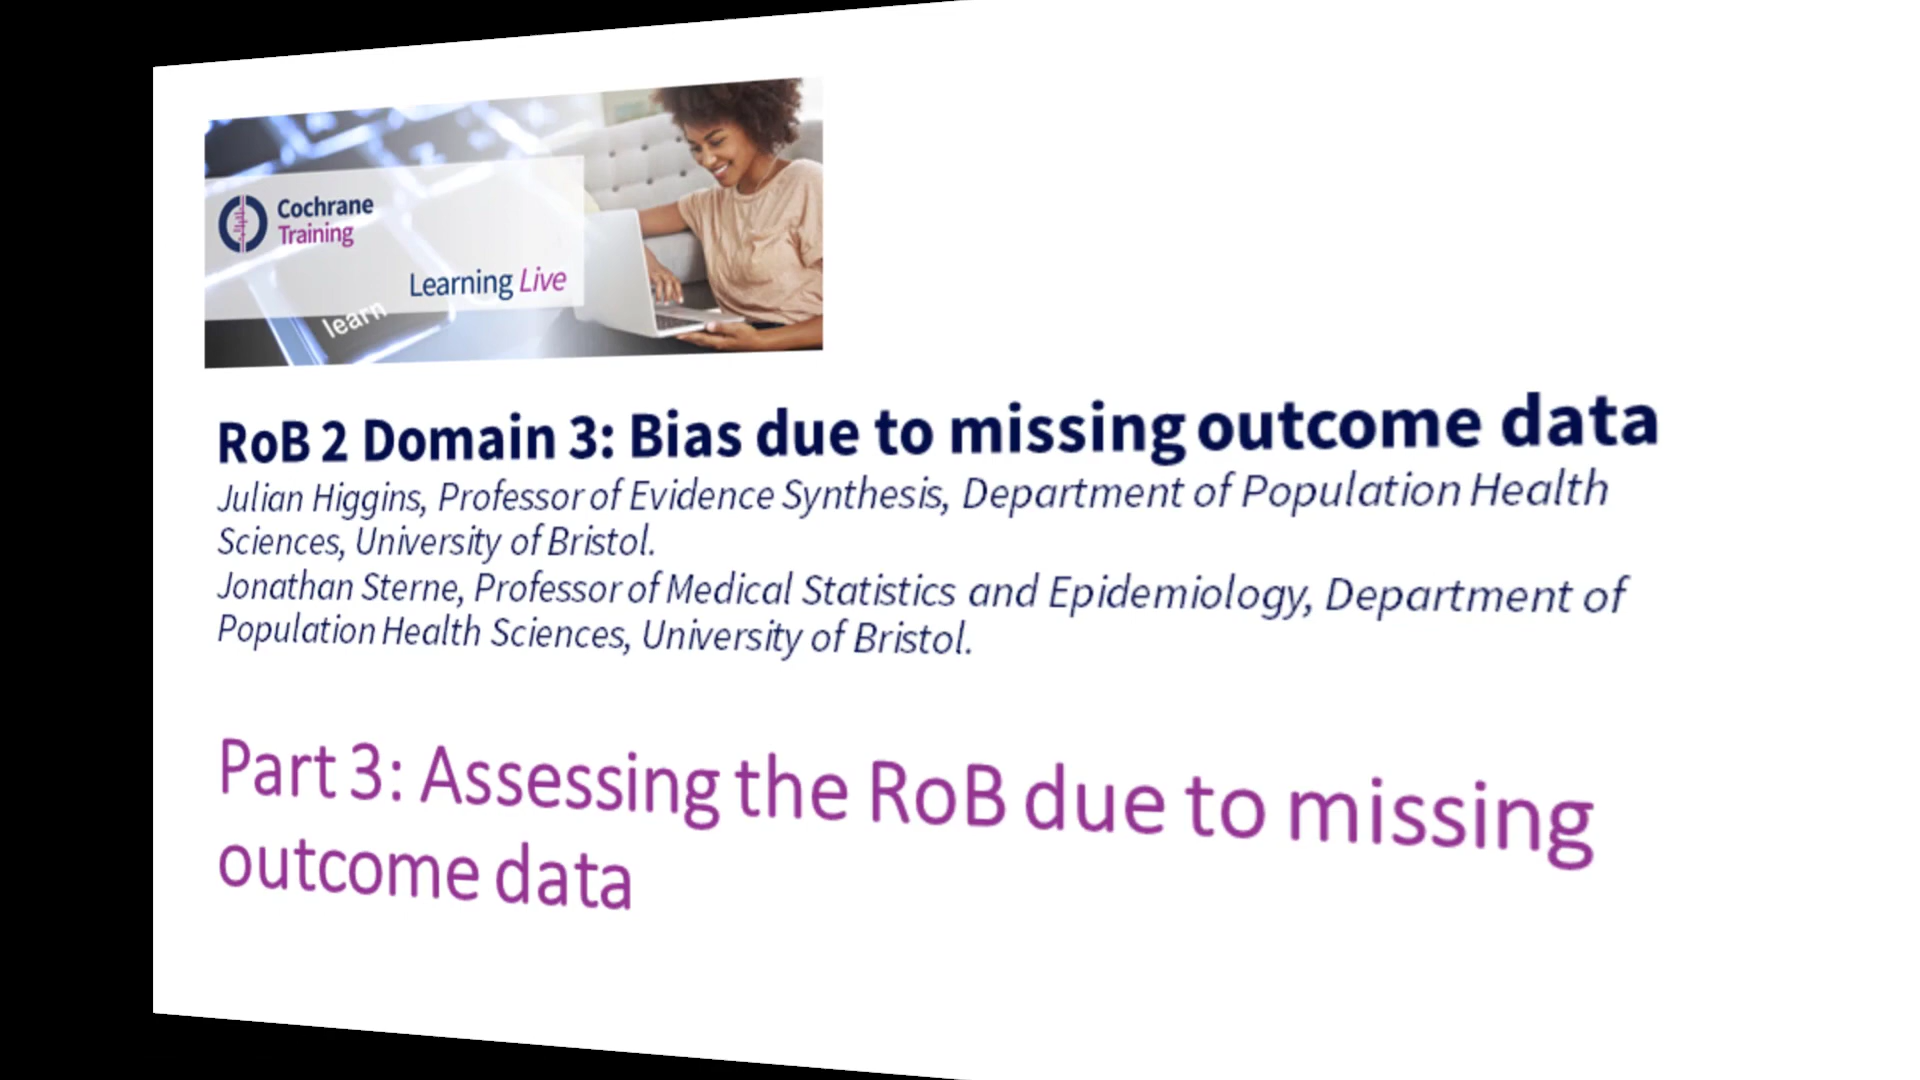 Cochrane
Training
Learning Live
learn
RoB 2 Domain 3: Bias due to missing outcome data
Julian Higgins, Professor of Evidence Synthesis, Department of Population Health
Sciences, University of Bristol.
Jonathan Sterne, Professor of Medical Statistics and Epidemiology, Department of
Population Health Sciences, University of Bristol.
Part 3: Assessing the RoB due to missing
outcome data